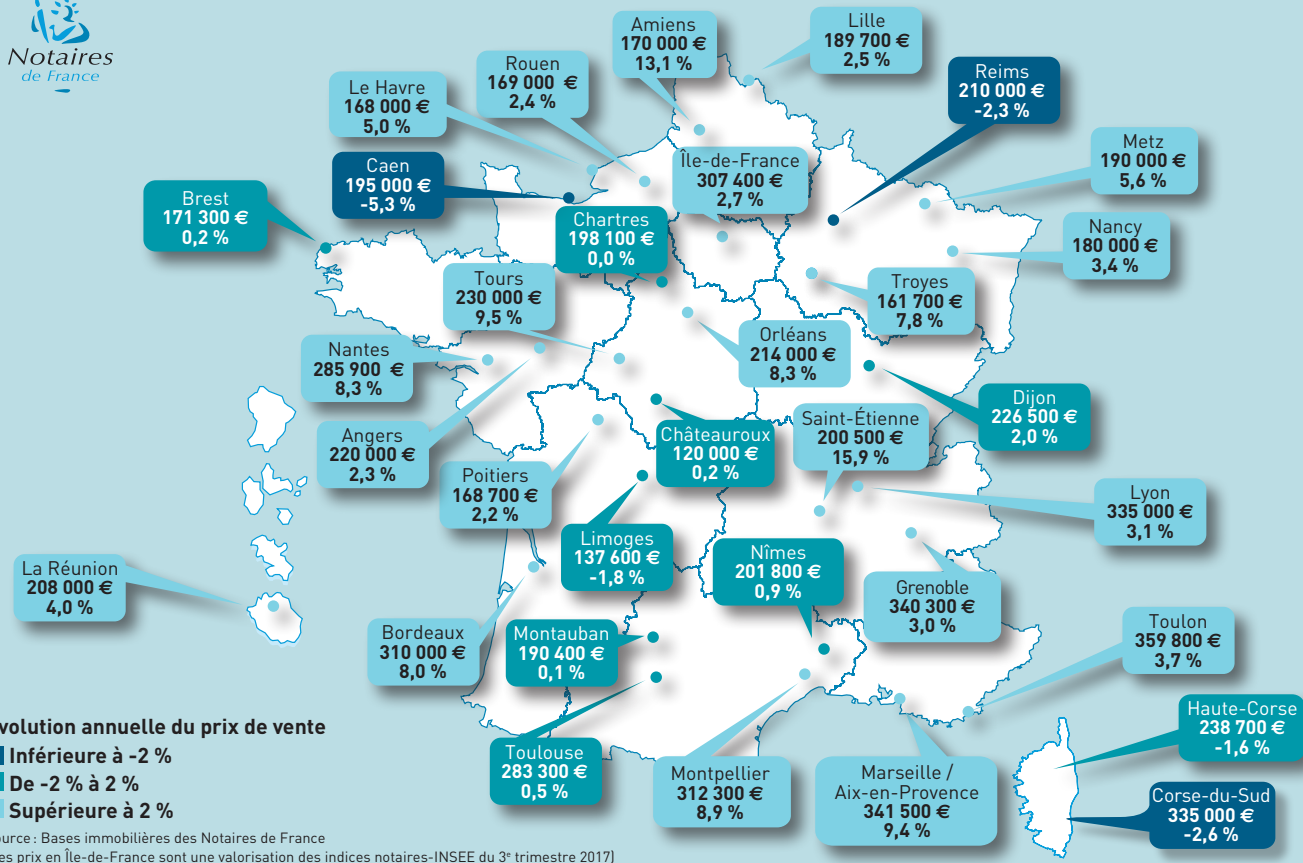 Notaires
de France
Amiens
170 000 €
13,1 %
Lille
189 700 €
2,5 %
Rouen
169 000 €
2,4 %
Reims
210 000 €
-2,3 %
Le Havre
168 000 €
5,0 %
Metz
190 000 €
5,6 %
Île-de-France
307 400 €
2,7 %
Caen
195 000 €
-5,3 %
Brest
171 300 €
0,2 %
Chartres
198 100 €
0,0 %
Nancy
180 000 €
3,4 %
Tours
230 000 €
9,5 %
Troyes
161 700 €
7,8 %
Orléans
214 000 €
8,3 %
Nantes
285 900 €
8,3 %
Dijon
226 500 €
2,0 %
Angers
220 000 €
2,3 %
Châteauroux
120 000 €
0,2 %
Saint-Étienne
200 500 €
15,9 %
Poitiers
168 700 €
2,2 %
Lyon
335 000 €
3,1 %
Limoges
137 600 €
-1,8 %
Nîmes
201 800 €
0,9 %
La Réunion
208 000 €
4,0 %
Grenoble
340 300 €
3,0 %
Bordeaux
310 000 €
8,0 %
Montauban
190 400 €
0,1 %
Toulon
359 800 €
3,7 %
Toulouse
283 300 €
0,5 %
Montpellier
312 300 €
8,9 %
Marseille /
Aix-en-Provence
341 500 €
9,4 %
Haute-Corse
238 700 €
-1,6 %
Corse-du-Sud
335 000 €
-2,6 %
volution annuelle du prix de vente
Inférieure à -2 %
De -2 % à 2 %
Supérieure à 2 %
ource : Bases immobilières des Notaires de France
es prix en Île-de-France sont une valorisation des indices notaires-INSEE du 3e trimestre 2017)